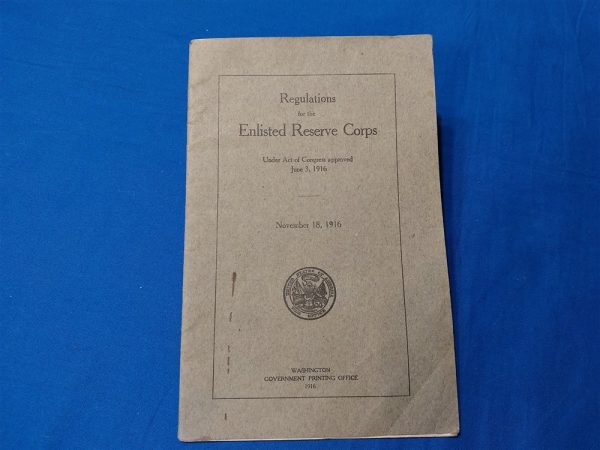 Regulations
for the
Enlisted Reserve Corps
Under Act of Congress approved
June 3, 1916
November 18, 1916
WASHINGTON
GOVERNMENT PRINTING OFFICE
1916